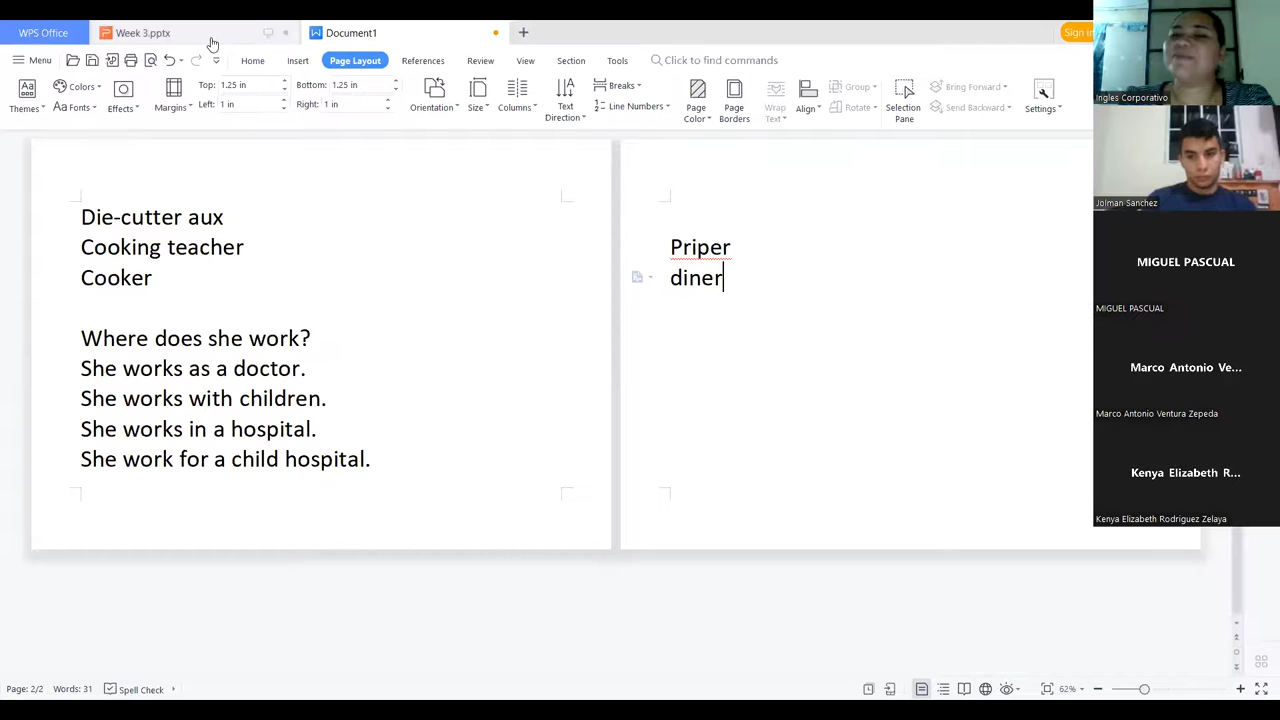 WPS Office
Week 3.pptx
Document1
Sign in
Menu
Home
Insert
Page Layout
References
Review
View
Section
Tools
Click to find commands
Themes
Colors
Fonts
Effects
Margins
Top: 1.25 in
Bottom: 1.25 in
Left: 1 in
Right: 1 in
Orientation
Size
Columns
Text Direction
Breaks
Line Numbers
Page Color
Page Borders
Wrap Text
Align
Group
Rotate
Selection Pane
Bring Forward
Send Backward
Settings
Die-cutter aux
Cooking teacher
Cooker
Where does she work?
She works as a doctor.
She works with children.
She works in a hospital.
She work for a child hospital.
Priper
diner
Ingles Corporativo
Jolman Sanchez
MIGUEL PASCUAL
MIGUEL PASCUAL
Marco Antonio Ve...
Marco Antonio Ventura Zepeda
Kenya Elizabeth R...
Kenya Elizabeth Rodriguez Zelaya
Page: 2/2
Words: 31
Spell Check
62%